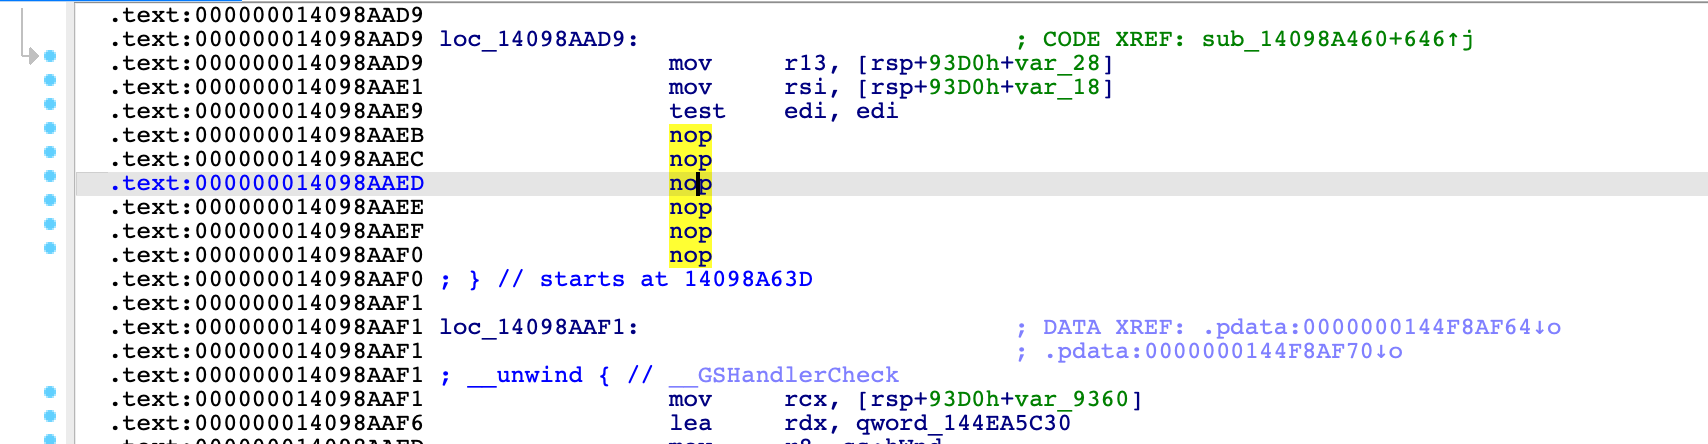 .text:000000014098AAD9
.text:000000014098AAD9 loc_14098AAD9: ; CODE XREF: sub_14098A460+646↑j
.text:000000014098AAD9 mov r13, [rsp+93D0h+var_28]
.text:000000014098AAE1 mov rsi, [rsp+93D0h+var_18]
.text:000000014098AAE9 test edi, edi
.text:000000014098AAEB nop
.text:000000014098AAEC nop
.text:000000014098AAED nop
.text:000000014098AAEE nop
.text:000000014098AAEF nop
.text:000000014098AAF0 nop
.text:000000014098AAF0 ; } // starts at 14098A63D
.text:000000014098AAF1
.text:000000014098AAF1 loc_14098AAF1: ; DATA XREF: .pdata:0000000144F8AF64↓o
.text:000000014098AAF1 ; .pdata:0000000144F8AF70↓o
.text:000000014098AAF1 ; __unwind { // __GSHandlerCheck
.text:000000014098AAF1 mov rcx, [rsp+93D0h+var_9360]
.text:000000014098AAF6 lea rdx, qword_144EA5C30